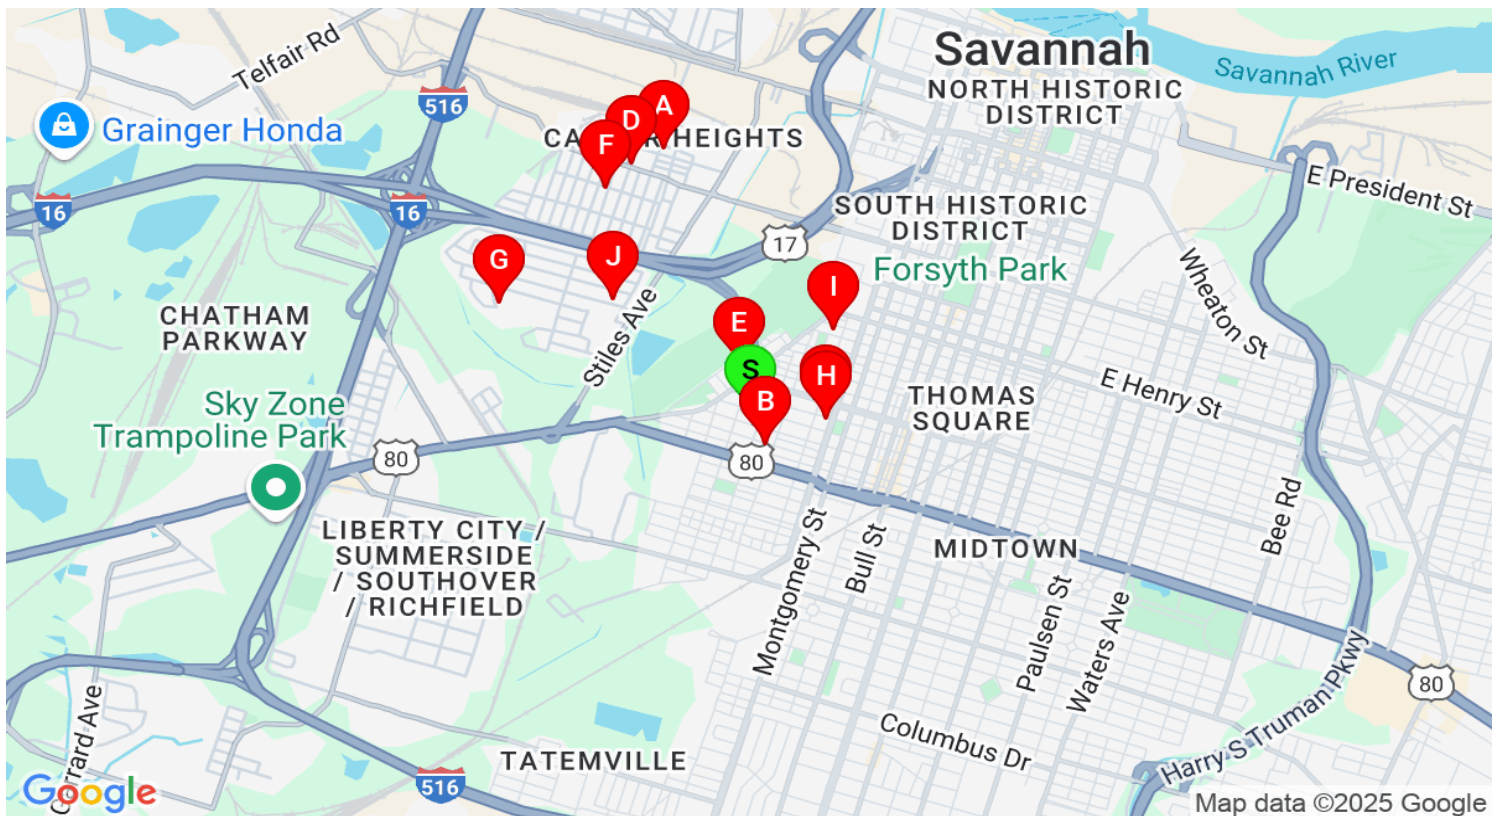 Savannah
NORTH HISTORIC
DISTRICT
Savannah River
Telfair Rd
516
Grainger Honda
A
D
F
HEIGHTS
E President St
16
16
SOUTH HISTORIC
DISTRICT
17
Forsyth Park
G
J
I
Wheaton St
CHATHAM
PARKWAY
Stiles Ave
E
S
B
H
E Henry St
THOMAS
SQUARE
Sky Zone
Trampoline Park
80
80
Bee Rd
LIBERTY CITY /
SUMMERSIDE
/ SOUTHOVER
/ RICHFIELD
Montgomery St
Bull St
MIDTOWN
Paulsen St
Waters Ave
Harry S Truman Pkwy
80
Columbus Dr
TATEMVILLE
516
Google
Map data ©2025 Google